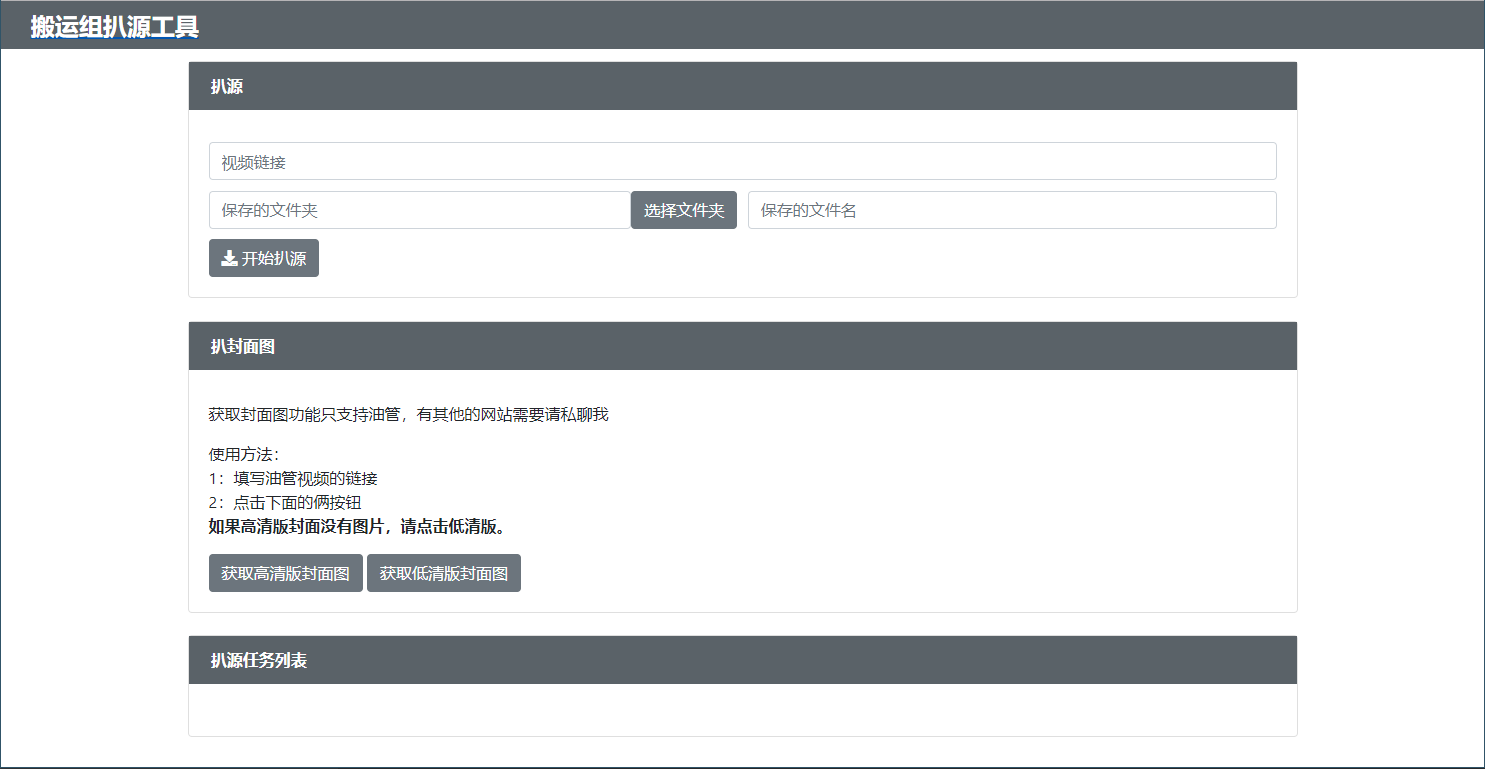 搬运组扒源工具
扒源
视频链接
保存的文件夹 选择文件夹 保存的文件名
开始扒源
扒封面图
获取封面图功能只支持油管，有其他的网站需要请私聊我
使用方法：
1：填写油管视频的链接
2：点击下面的俩按钮
如果高清版封面没有图片，请点击低清版。
获取高清版封面图 获取低清版封面图
扒源任务列表